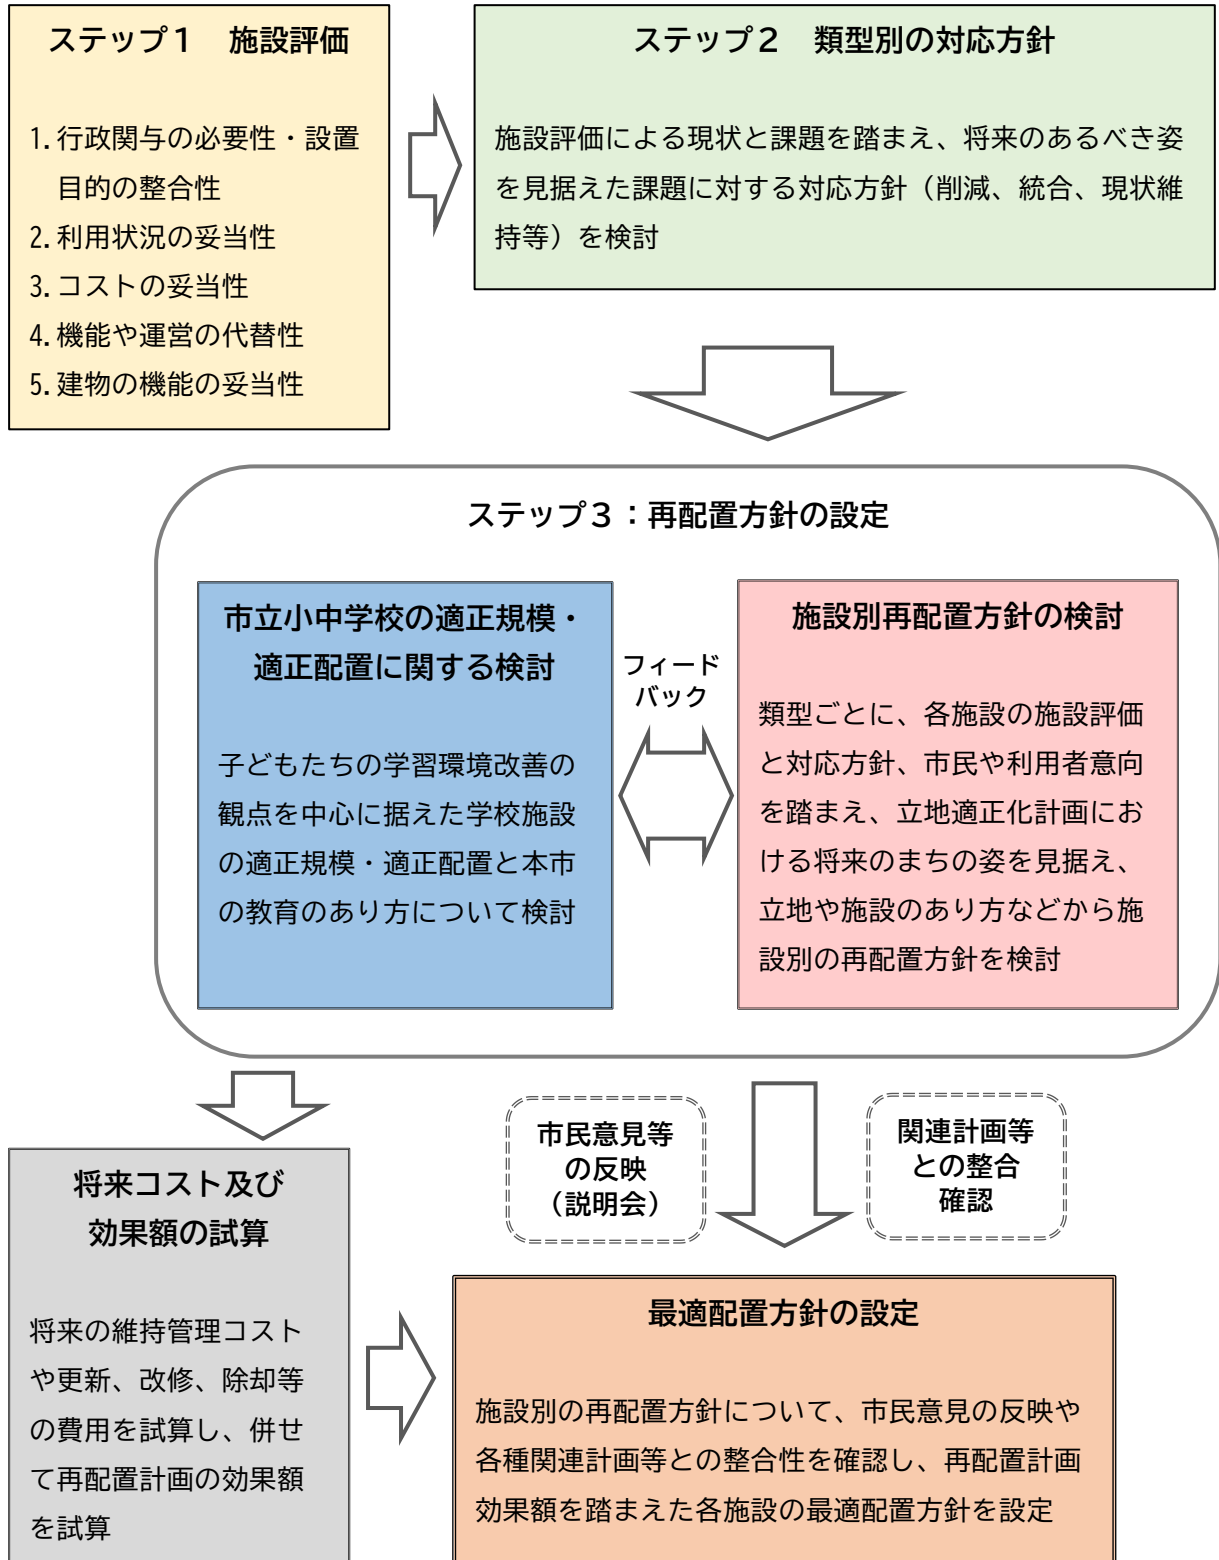 ステップ1　施設評価
1.行政関与の必要性・設置
目的の整合性
2.利用状況の妥当性
3.コストの妥当性
4.機能や運営の代替性
5.建物の機能の妥当性
ステップ2　類型別の対応方針
施設評価による現状と課題を踏まえ、将来のあるべき姿
を見据えた課題に対する対応方針（削減、統合、現状維
持等）を検討
ステップ3：再配置方針の設定
市立小中学校の適正規模・
適正配置に関する検討
子どもたちの学習環境改善の
観点を中心に据えた学校施設
の適正規模・適正配置と本市
の教育のあり方について検討
フィード
バック
施設別再配置方針の検討
類型ごとに、各施設の施設評価
と対応方針、市民や利用者意向
を踏まえ、立地適正化計画にお
ける将来のまちの姿を見据え、
立地や施設のあり方などから施
設別の再配置方針を検討
市民意見等
の反映
（説明会）
関連計画等
との整合
確認
将来コスト及び
効果額の試算
将来の維持管理コスト
や更新、改修、除却等
の費用を試算し、併せ
て再配置計画の効果額
を試算
最適配置方針の設定
施設別の再配置方針について、市民意見の反映や
各種関連計画等との整合性を確認し、再配置計画
効果額を踏まえた各施設の最適配置方針を設定